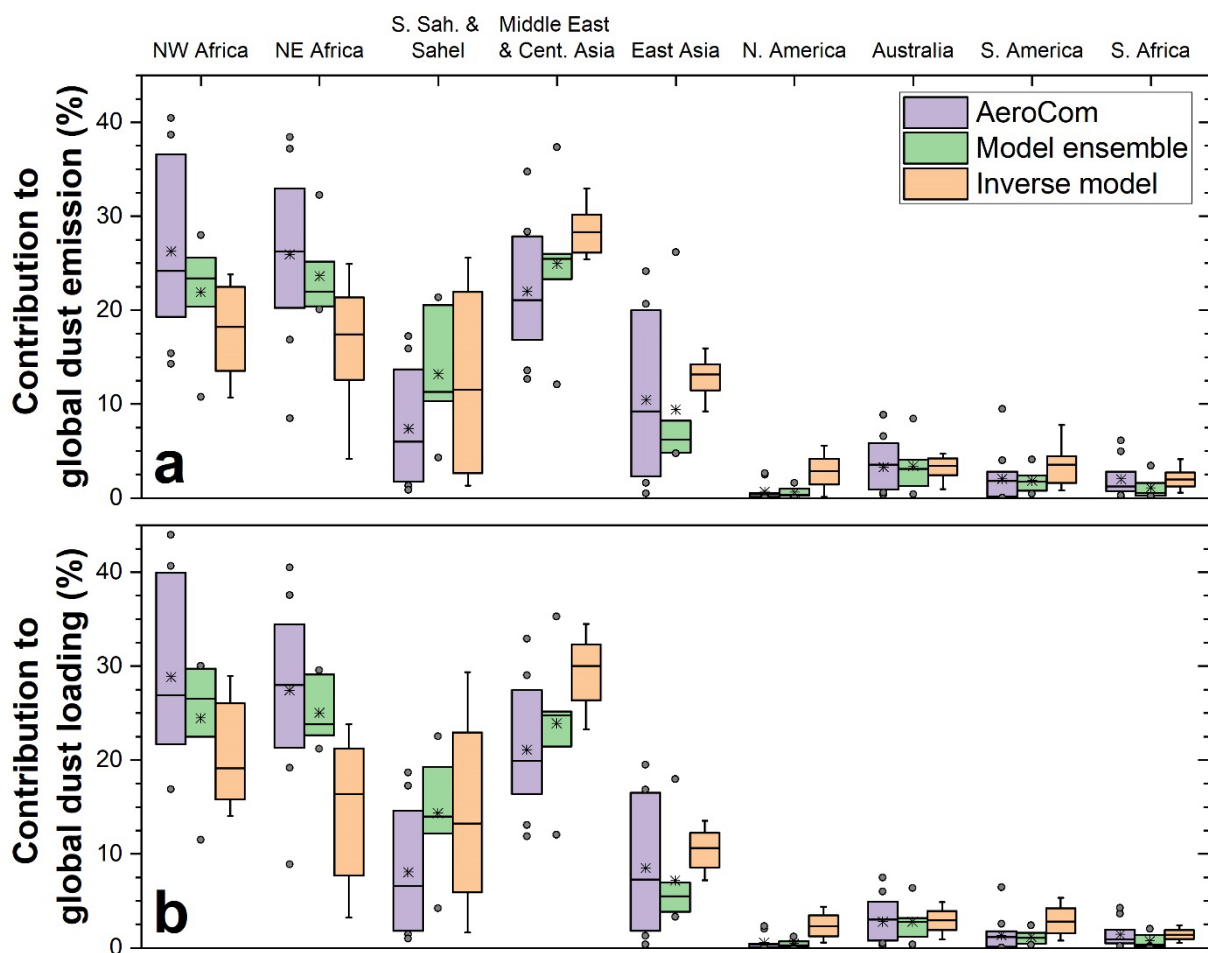 NW Africa
NE Africa
S. Sah. &
Sahel
Middle East
& Cent. Asia
East Asia
N. America
Australia
S. America
S. Africa
Contribution to
global dust emission (%)
40
30
20
10
0
AeroCom
Model ensemble
Inverse model
a
Contribution to
global dust loading (%)
40
30
20
10
0
b